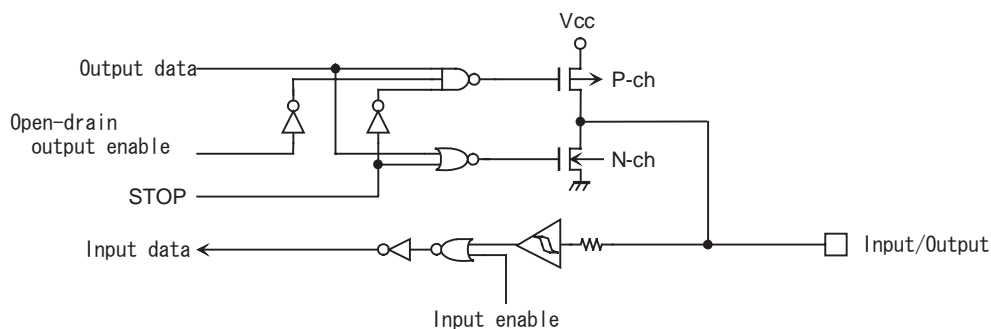 Vcc
Output data
P-ch
Open-drain
output enable
N-ch
STOP
Input data
Input/Output
Input enable